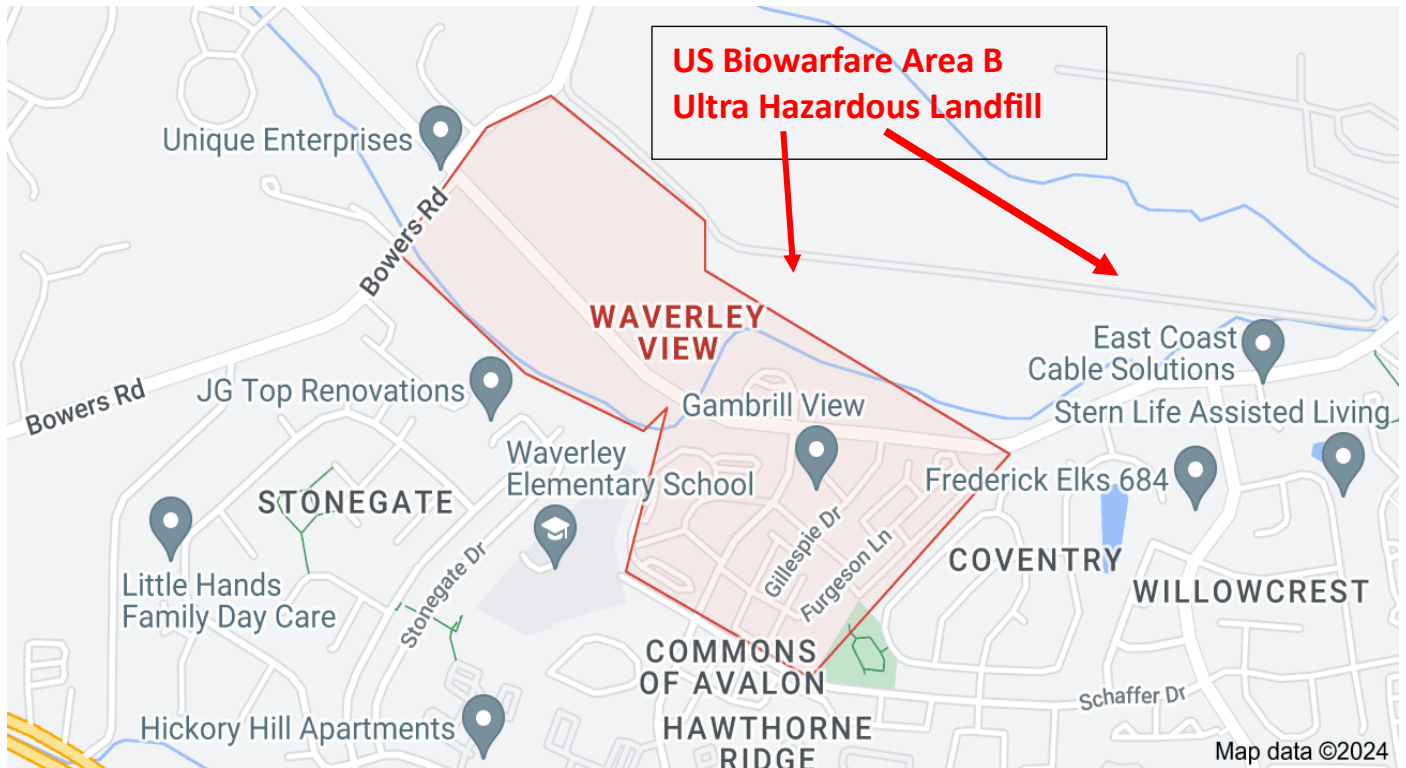 US Biowarfare Area B
Ultra Hazardous Landfill
Unique Enterprises
Bowers Rd
WAVERLEY
VIEW
East Coast
Cable Solutions
JG Top Renovations
Bowers Rd
Gambrill View
Stern Life Assisted Living
Waverley
Elementary School
Frederick Elks 684
STONEGATE
Gillespie Dr
Furgeson Ln
COVENTRY
WILLOWCREST
Little Hands
Family Day Care
Stonegate Dr
COMMONS
OF AVALON
Schaffer Dr
Hickory Hill Apartments
HAWTHORNE
RIDGE
Map data ©2024